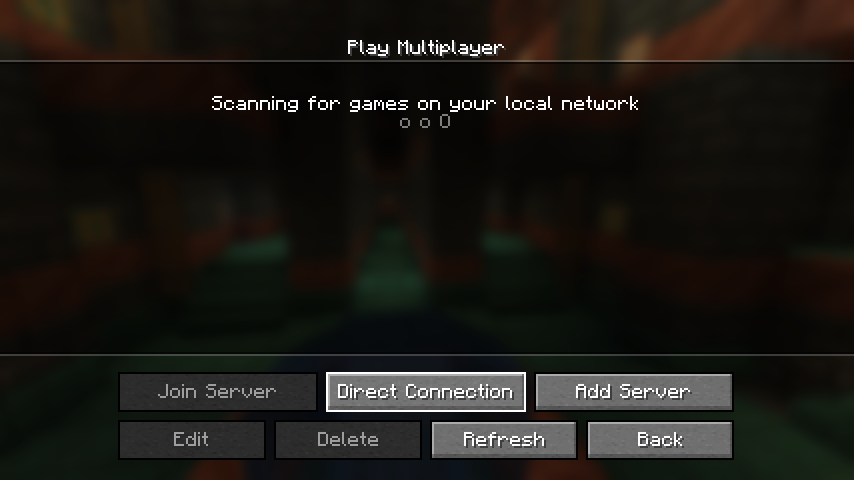 Play Multiplayer
Scanning for games on your local network
o o O
Join Server
Direct Connection
Add Server
Edit
Delete
Refresh
Back